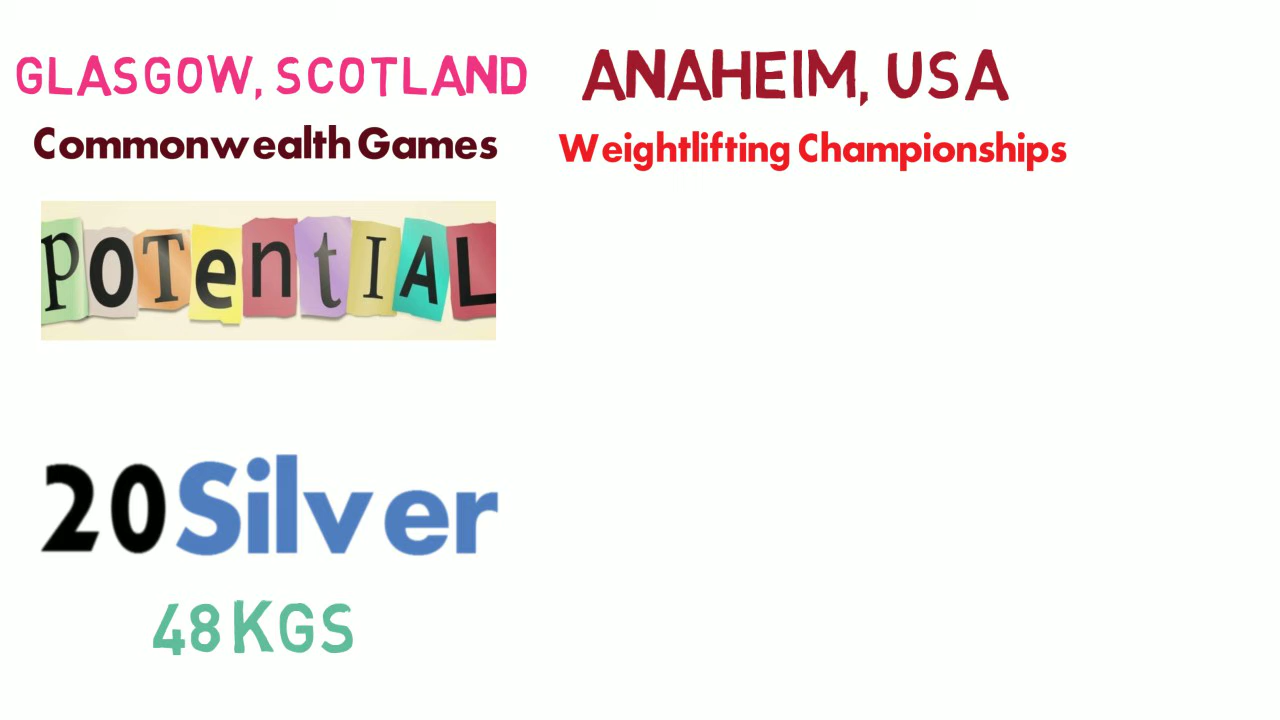 GLASGOW, SCOTLAND
Commonwealth Games
POTentIAL
20Silver
48KGS
ANAHEIM, USA
Weightlifting Championships